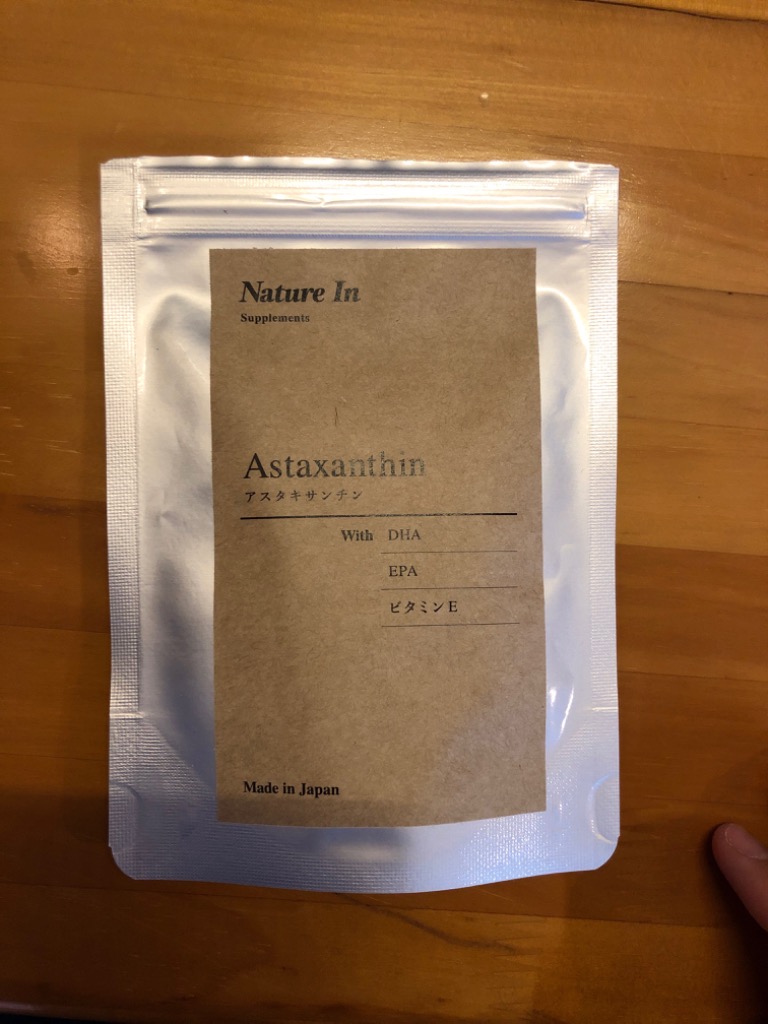 Nature In
Supplements
Astaxanthin
アスタキサンチン
With DHA
EPA
ビタミンE
Made in Japan